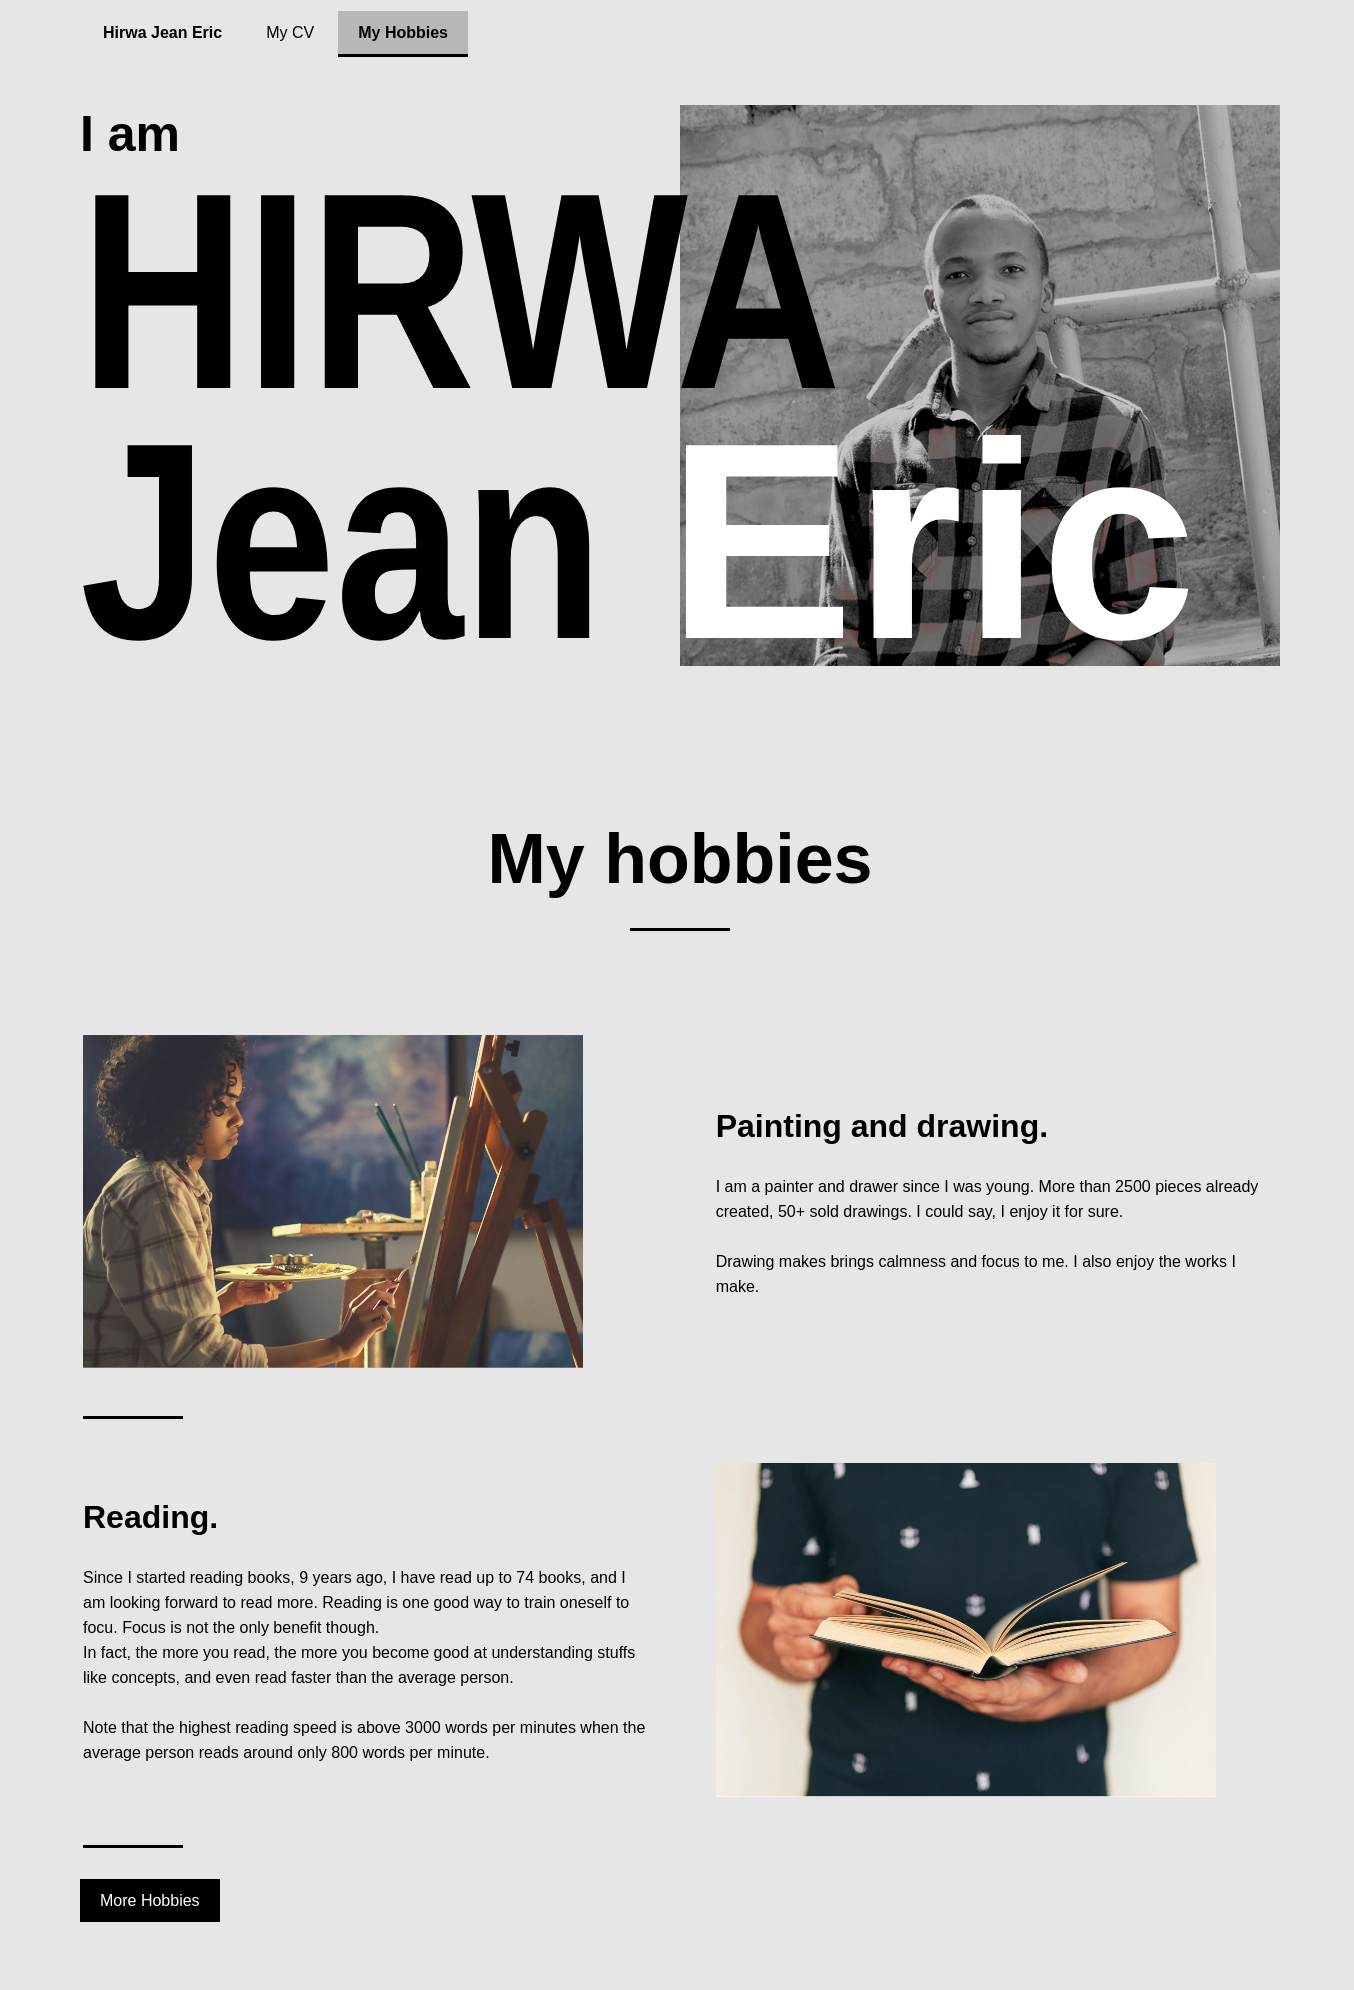 Hirwa Jean Eric My CV My Hobbies
I am
HIRWA
Jean Eric
My hobbies
Painting and drawing.
I am a painter and drawer since I was young. More than 2500 pieces already
created, 50+ sold drawings. I could say, I enjoy it for sure.
Drawing makes brings calmness and focus to me. I also enjoy the works I
make.
Reading.
Since I started reading books, 9 years ago, I have read up to 74 books, and I
am looking forward to read more. Reading is one good way to train oneself to
focu. Focus is not the only benefit though.
In fact, the more you read, the more you become good at understanding stuffs
like concepts, and even read faster than the average person.
Note that the highest reading speed is above 3000 words per minutes when the
average person reads around only 800 words per minute.
More Hobbies